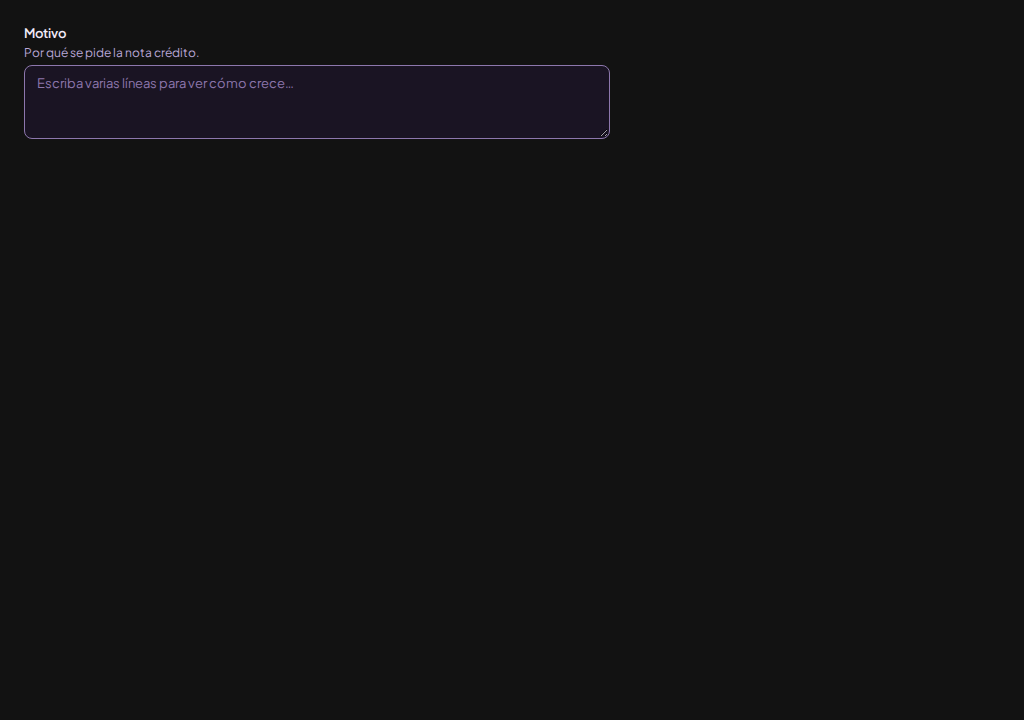 Motivo
Por qué se pide la nota crédito.
Escriba varias líneas para ver cómo crece…